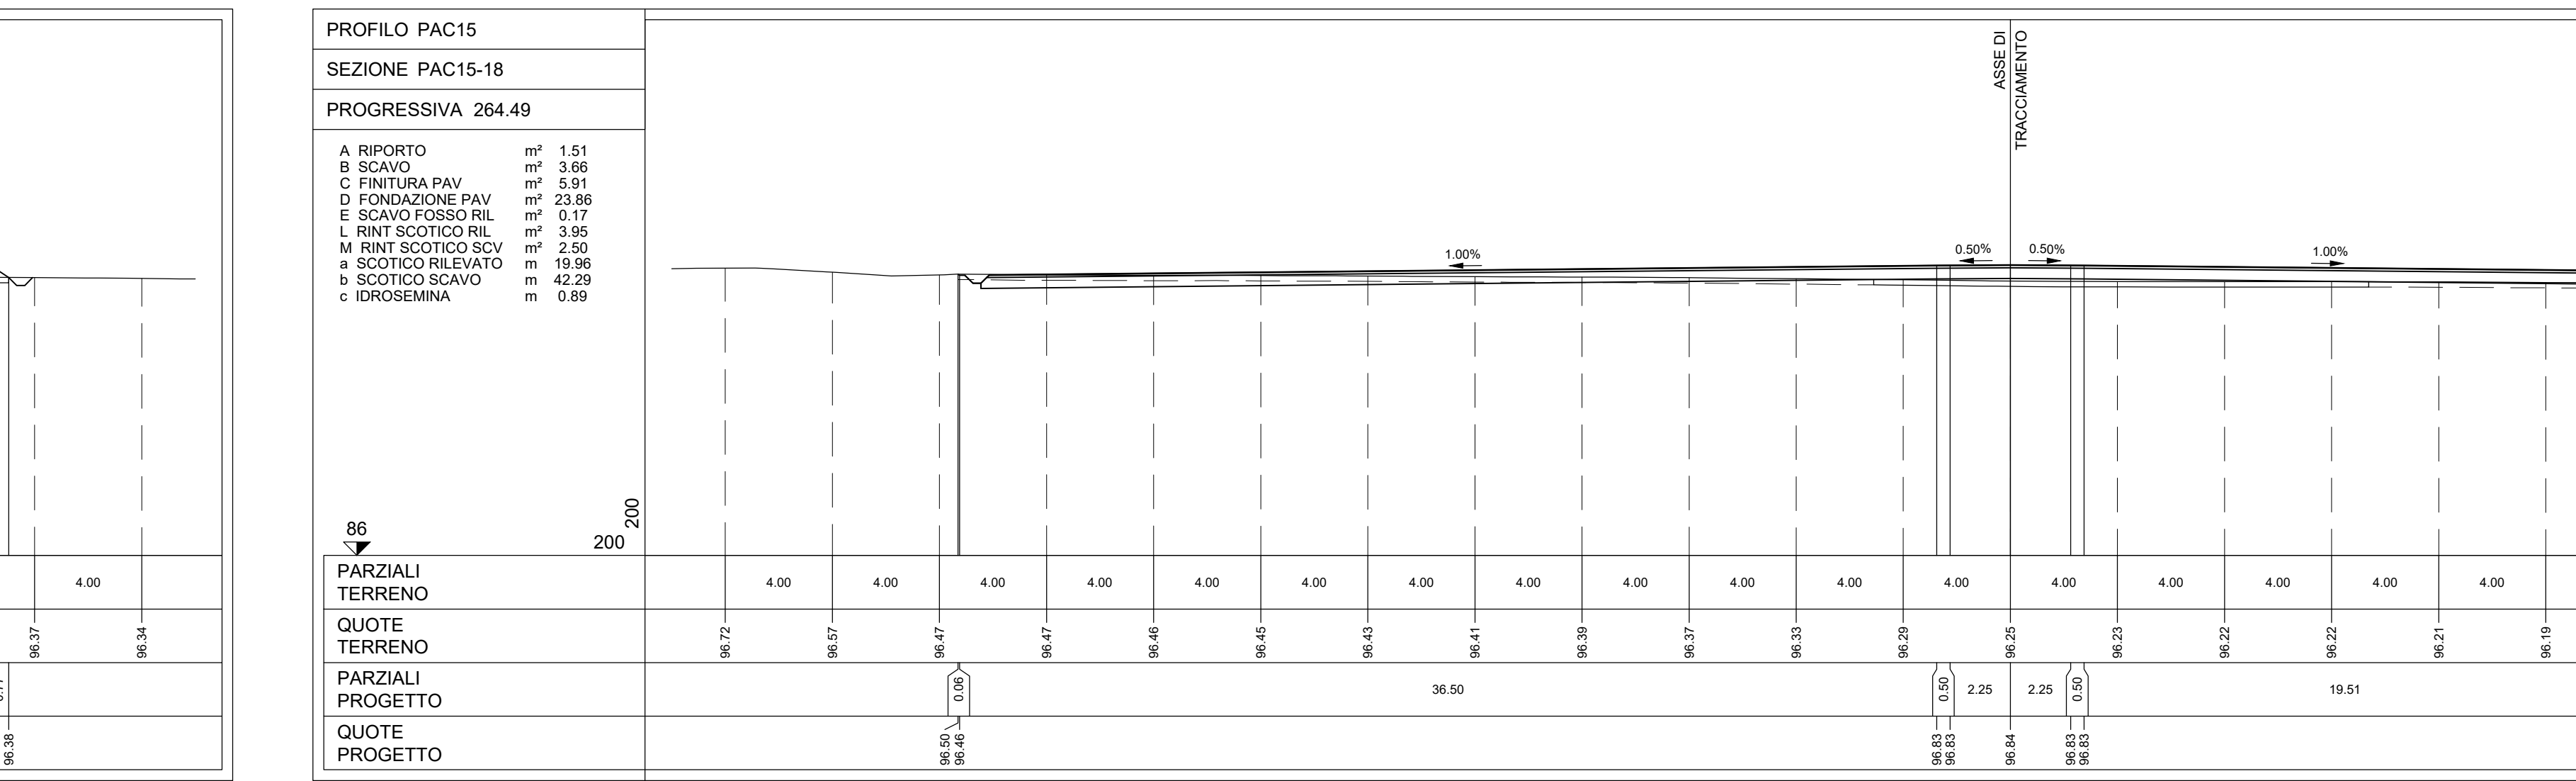 4.00
96.37
96.34
96.38
PROFILO PAC15
SEZIONE PAC15-18
PROGRESSIVA 264.49
A RIPORTO m² 1.51
B SCAVO m² 3.66
C FINITURA PAV m² 5.91
D FONDAZIONE PAV m² 23.86
E SCAVO FOSSO RIL m² 0.17
L RINT SCOTICO RIL m² 3.95
M RINT SCOTICO SCV m² 2.50
a SCOTICO RILEVATO m 19.96
b SCOTICO SCAVO m 42.29
c IDROSEMINA m 0.89
86
200
200
ASSE DI
TRACCIAMENTO
1.00%
0.50%
0.50%
1.00%
PARZIALI
TERRENO
4.00 4.00 4.00 4.00 4.00 4.00 4.00 4.00 4.00 4.00 4.00 4.00 4.00 4.00 4.00 4.00 4.00
QUOTE
TERRENO
96.72 96.57 96.47 96.47 96.46 96.45 96.43 96.41 96.39 96.37 96.33 96.29 96.25 96.23 96.22 96.22 96.21 96.19
PARZIALI
PROGETTO
0.06 36.50 0.50 2.25 2.25 0.50 19.51
QUOTE
PROGETTO
96.50 96.46 96.83 96.83 96.84 96.83 96.83